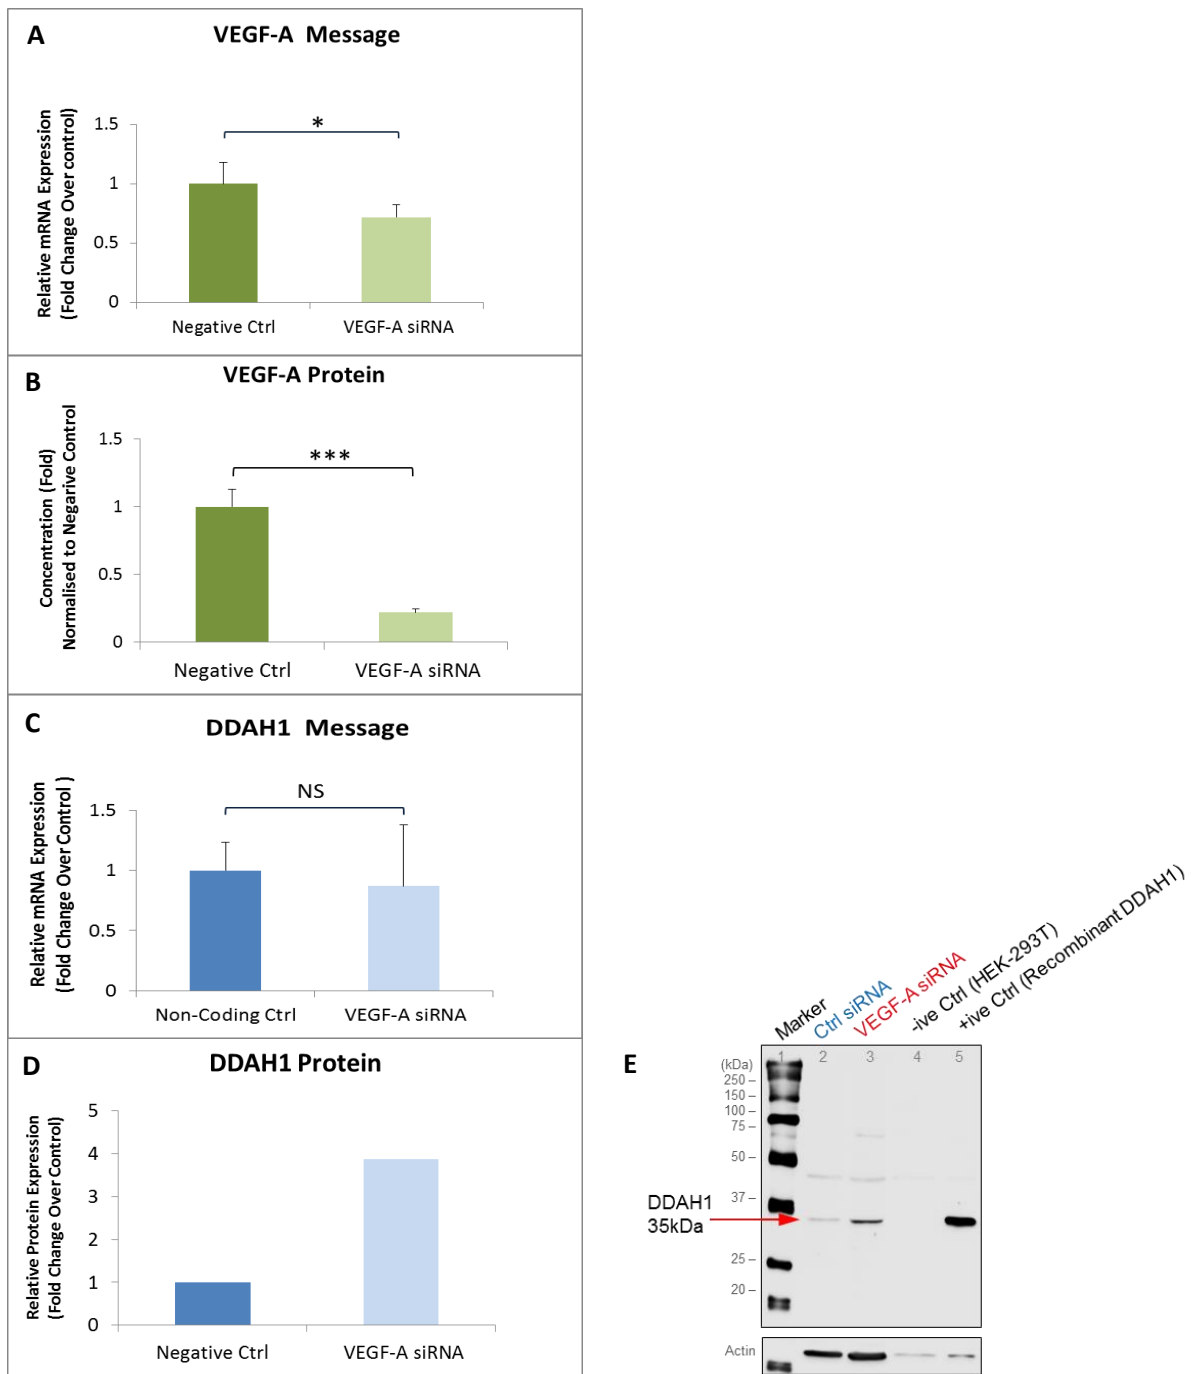 A
VEGF-A Message
Relative mRNA Expression
(Fold Change Over control)
1.5
1
0.5
0
*
Negative Ctrl
VEGF-A siRNA
B
VEGF-A Protein
Concentration (Fold)
Normalised to Negarive Control
1.5
1
0.5
0
***
Negative Ctrl
VEGF-A siRNA
C
DDAH1 Message
Relative mRNA Expression
(Fold Change Over Control )
1.5
1
0.5
0
NS
Non-Coding Ctrl
VEGF-A siRNA
D
DDAH1 Protein
Relative Protein Expression
(Fold Change Over Control)
5
4
3
2
1
0
Negative Ctrl
VEGF-A siRNA
E
Marker
Ctrl siRNA
VEGF-A siRNA
-ive Ctrl (HEK-293T)
+ive Ctrl (Recombinant DDAH1)
1 2 3 4 5
(kDa)
250 –
150 –
100 –
75 –
50 –
37 –
25 –
20 –
DDAH1
35kDa
Actin